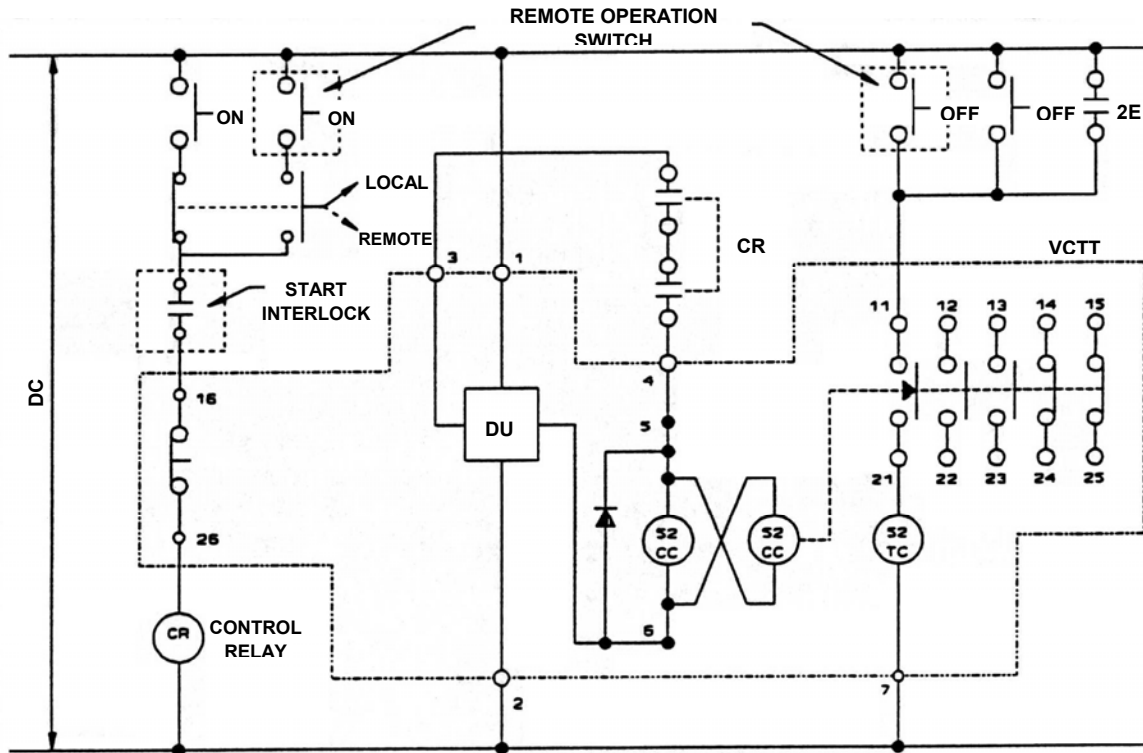 REMOTE OPERATION
SWITCH
ON
ON
OFF
OFF
2E
LOCAL
REMOTE
CR
VCTT
3
1
START
INTERLOCK
11
12
13
14
15
4
DC
16
DU
5
21
22
23
24
25
S2
CC
S2
CC
S2
TC
26
6
CR
CONTROL
RELAY
2
7